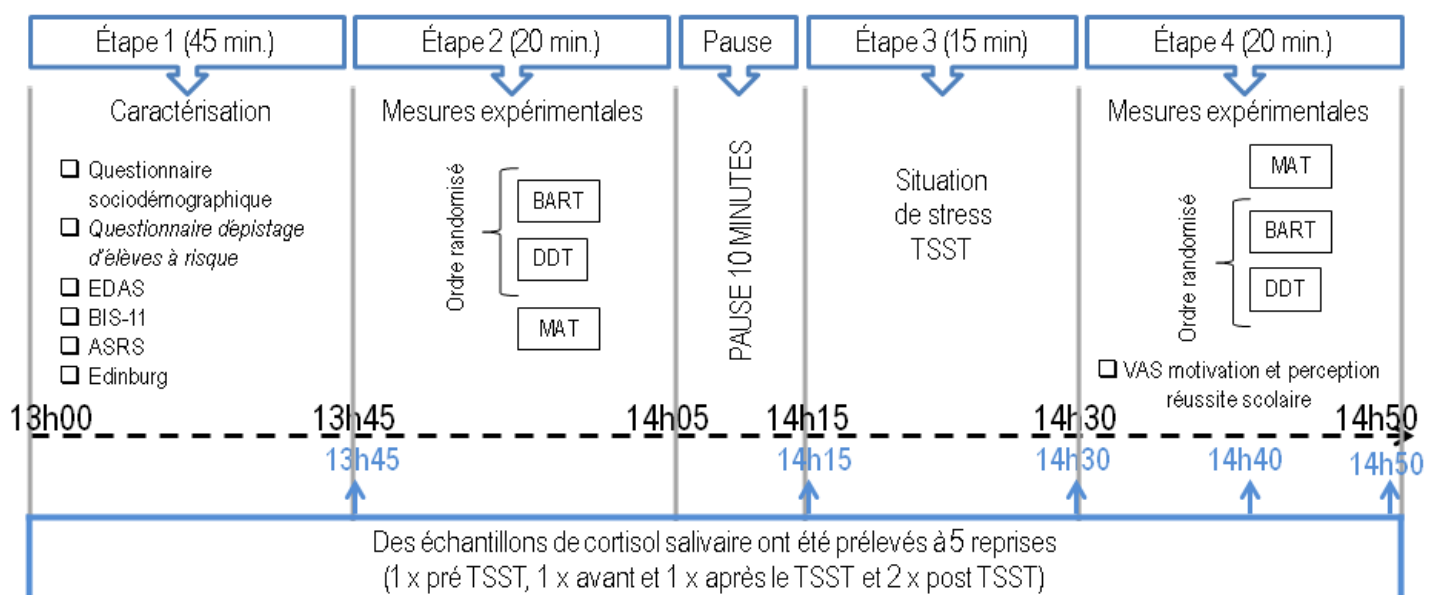 Étape 1 (45 min.)
Étape 2 (20 min.)
Pause
Étape 3 (15 min)
Étape 4 (20 min.)
Caractérisation
❑ Questionnaire
sociodémographique
❑ Questionnaire dépistage
d'élèves à risque
❑ EDAS
❑ BIS-11
❑ ASRS
❑ Edinburg
Mesures expérimentales
Ordre randomisé
BART
DDT
MAT
PAUSE 10 MINUTES
Situation
de stress
TSST
Mesures expérimentales
MAT
Ordre randomisé
BART
DDT
❑ VAS motivation et perception
réussite scolaire
13h00
13h45
14h05
14h15
14h30
14h50
13h45
14h15
14h30
14h40
14h50
Des échantillons de cortisol salivaire ont été prélevés à 5 reprises
(1 x pré TSST, 1 x avant et 1 x après le TSST et 2 x post TSST)